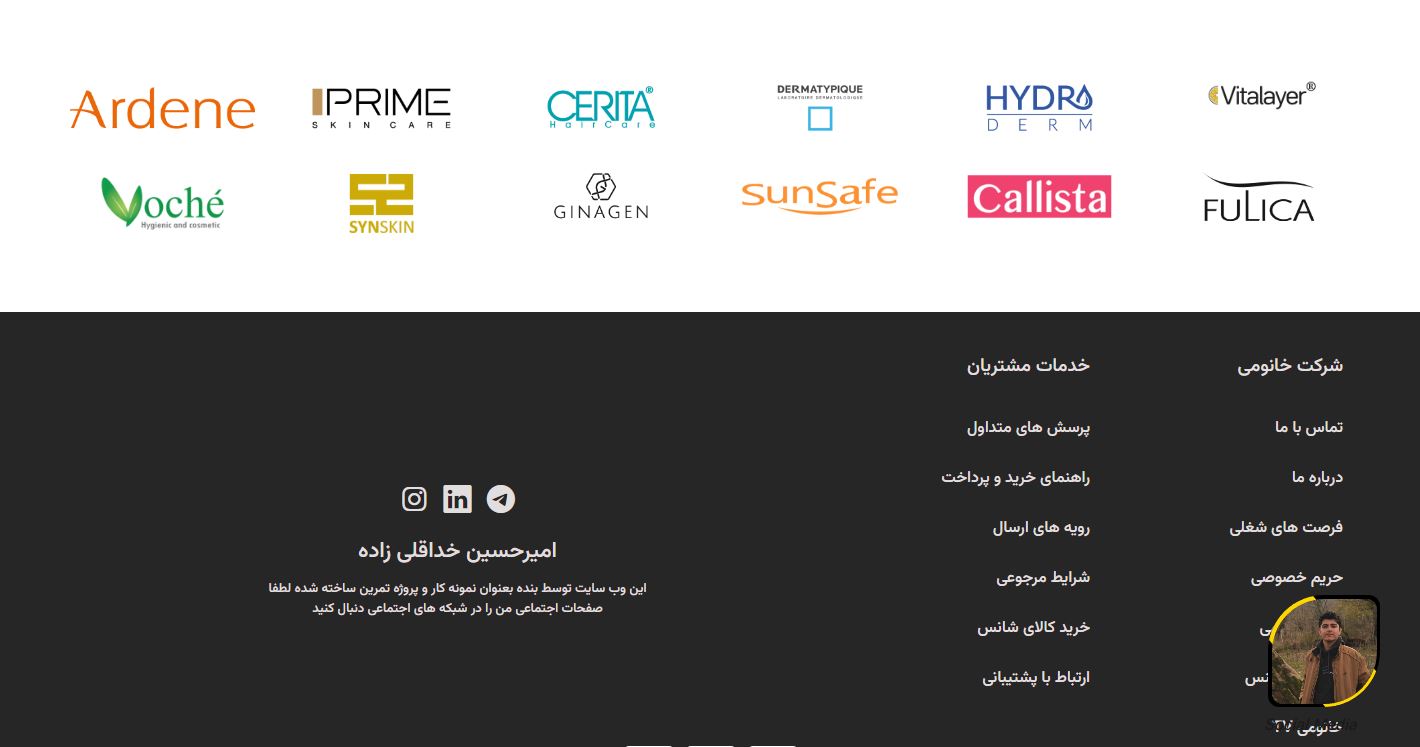 Ardene
PRIME
SKIN CARE
CERITA®
HairCare
DERMATYPIQUE
LABORATOIRE DERMATOLOGIQUE
HYDRO
DERM
Vitalayer®
Voché
Hygienic and cosmetic
SYNSKIN
GINAGEN
SunSafe
Callista
FULICA
شرکت خانومی
تماس با ما
درباره ما
فرصت های شغلی
حریم خصوصی
خانومی TV
Social Media
خدمات مشتریان
پرسش های متداول
راهنمای خرید و پرداخت
رویه های ارسال
شرایط مرجوعی
خرید کالای شانس
ارتباط با پشتیبانی
in
امیرحسین خداقلی زاده
این وب سایت توسط بنده بعنوان نمونه کار و پروژه تمرین ساخته شده لطفا
صفحات اجتماعی من را در شبکه های اجتماعی دنبال کنید